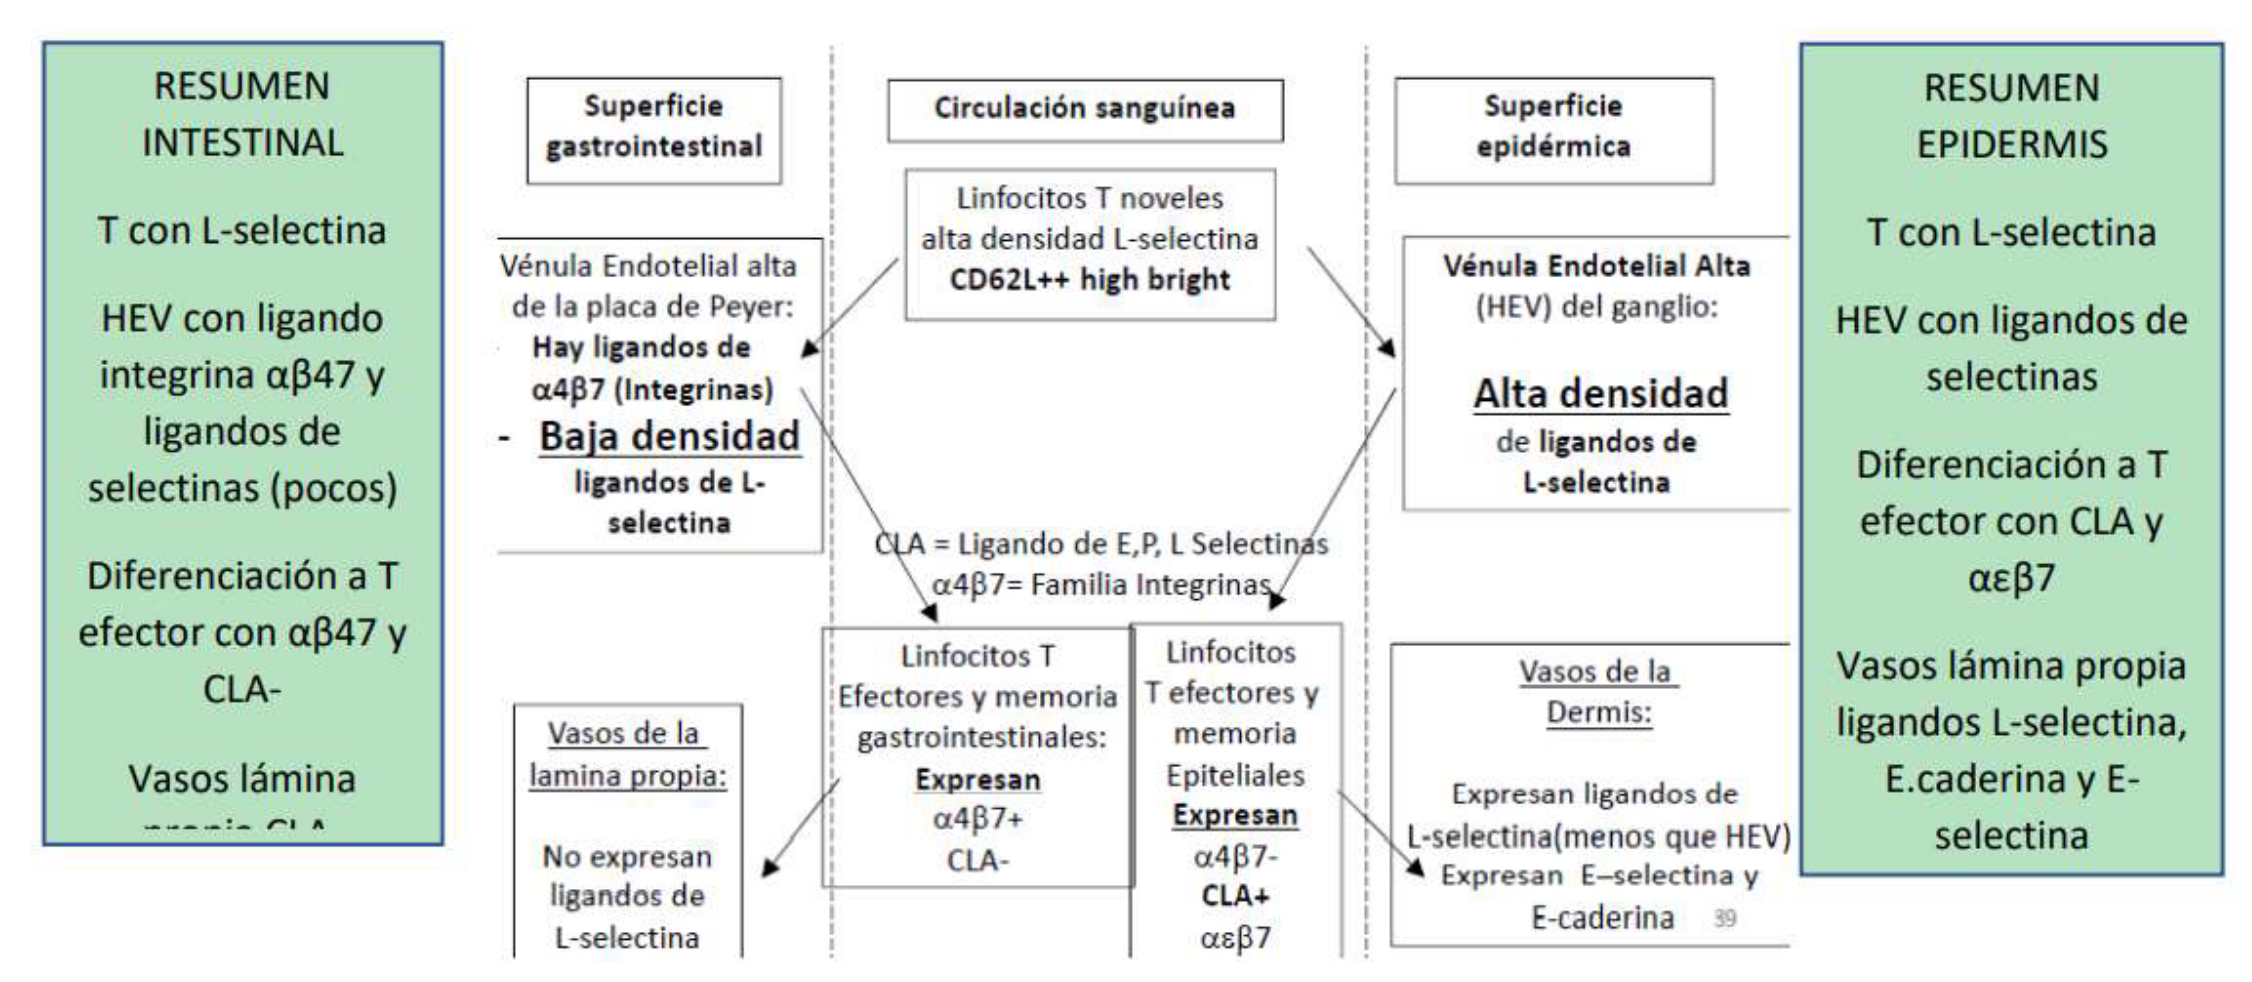 RESUMEN
INTESTINAL
T con L-selectina
HEV con ligando
integrina αβ47 y
ligandos de
selectinas (pocos)
Diferenciación a T
efector con αβ47 y
CLA-
Vasos lámina
Superficie
gastrointestinal
Vénula Endotelial alta
de la placa de Peyer:
Hay ligandos de
α4β7 (Integrinas)
- Baja densidad
ligandos de L-
selectina
Vasos de la
lamina propia:
No expresan
ligandos de
L-selectina
Circulación sanguínea
Linfocitos T noveles
alta densidad L-selectina
CD62L++ high bright
CLA = Ligando de E,P, L Selectinas
α4β7= Familia Integrinas
Linfocitos T
Efectores y memoria
gastrointestinales:
Expresan
α4β7+
CLA-
Linfocitos
T efectores y
memoria
Epiteliales
Expresan
α4β7-
CLA+
αεβ7
Superficie
epidérmica
Vénula Endotelial Alta
(HEV) del ganglio:
Alta densidad
de ligandos de
L-selectina
Vasos de la
Dermis:
Expresan ligandos de
L-selectina(menos que HEV)
Expresan E–selectina y
E-caderina 39
RESUMEN
EPIDERMIS
T con L-selectina
HEV con ligandos de
selectinas
Diferenciación a T
efector con CLA y
αεβ7
Vasos lámina propia
ligandos L-selectina,
E.caderina y E-
selectina